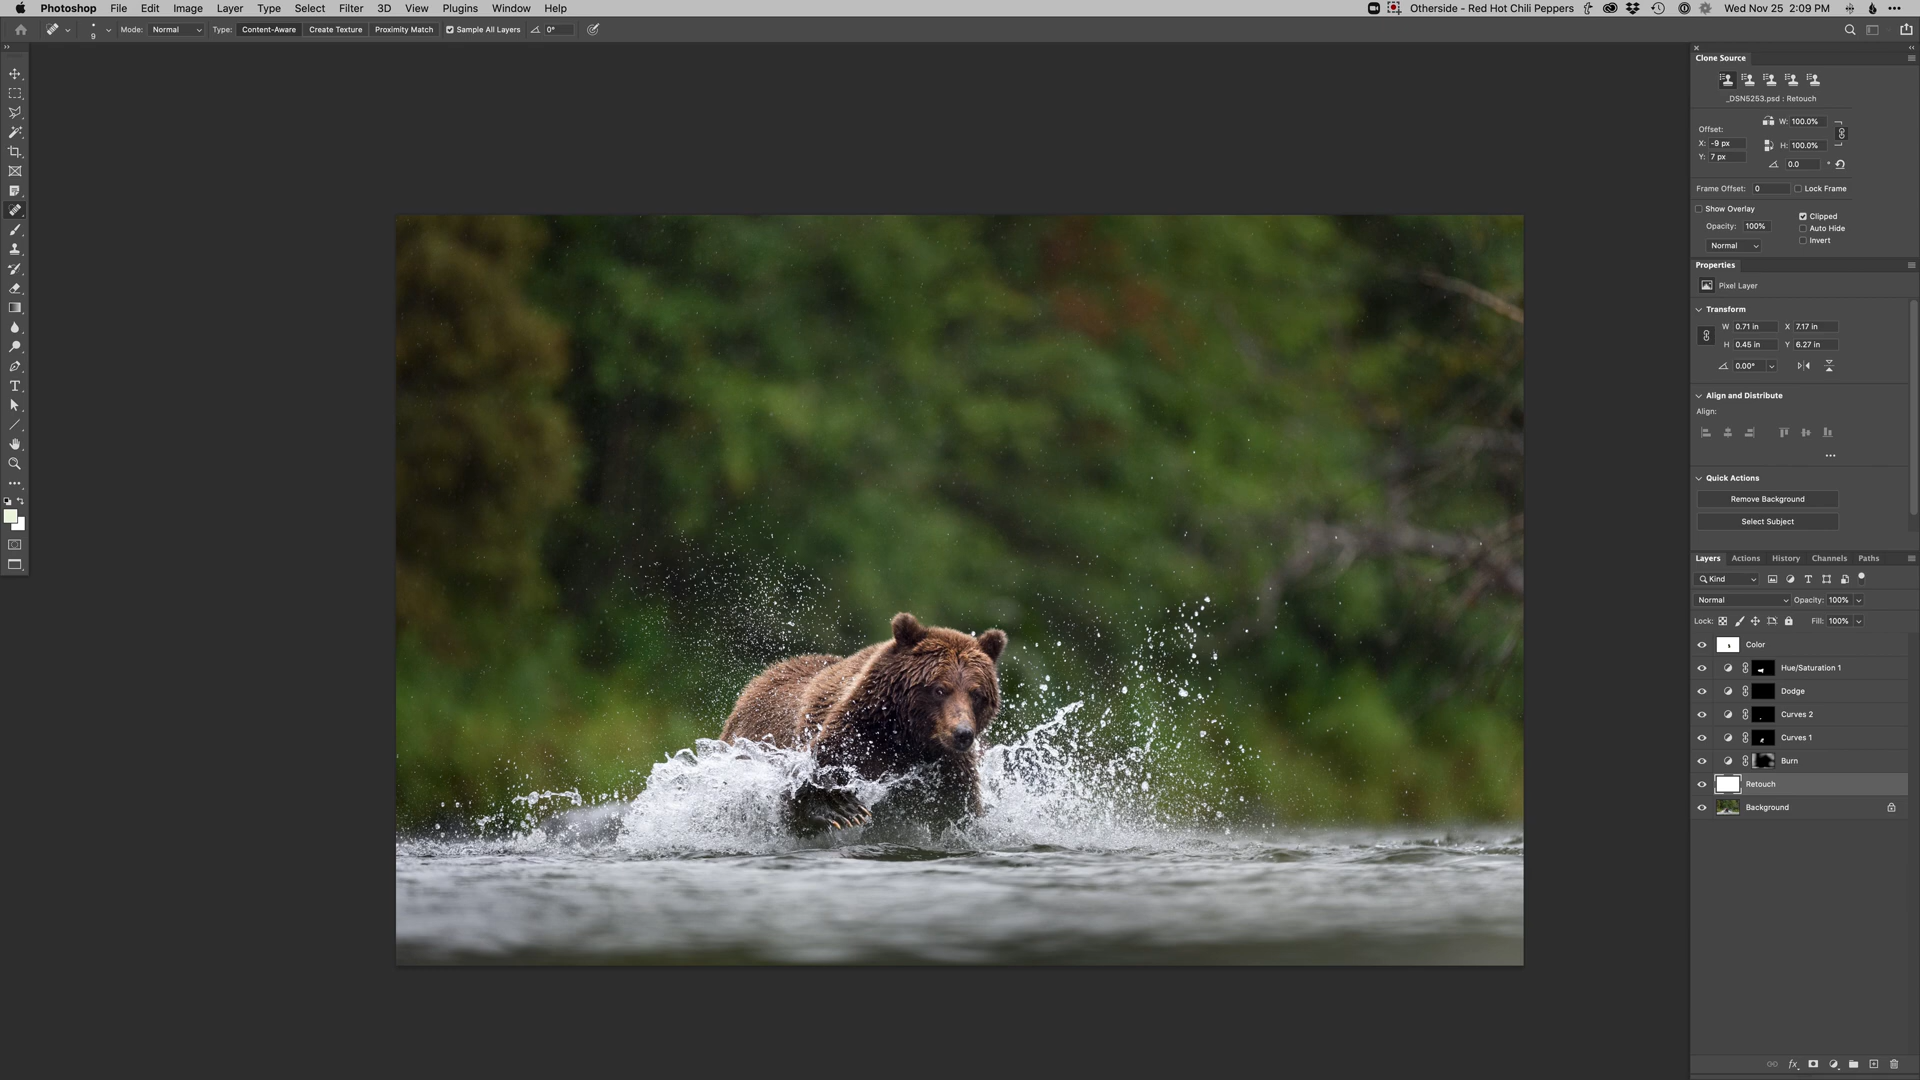 Photoshop File Edit Image Layer Type Select Filter 3D View Plugins Window Help Otherside - Red Hot Chili Peppers Wed Nov 25 2:09 PM
9 Mode: Normal Type: Content-Aware Create Texture Proximity Match Sample All Layers 0°
Clone Source
_DSN5253.psd : Retouch
W: 100.0%
Offset:
X: -9 px
H: 100.0%
Y: 7 px
0.0 °
Frame Offset: 0 Lock Frame
Show Overlay
Clipped
Opacity: 100%
Auto Hide
Normal
Invert
Properties
Pixel Layer
Transform
W 0.71 in X 7.17 in
H 0.45 in Y 6.27 in
0.00°
Align and Distribute
Align:
Quick Actions
Remove Background
Select Subject
Layers Actions History Channels Paths
Kind
Normal Opacity: 100%
Lock: Fill: 100%
Color
Hue/Saturation 1
Dodge
Curves 2
Curves 1
Burn
Retouch
Background
fx